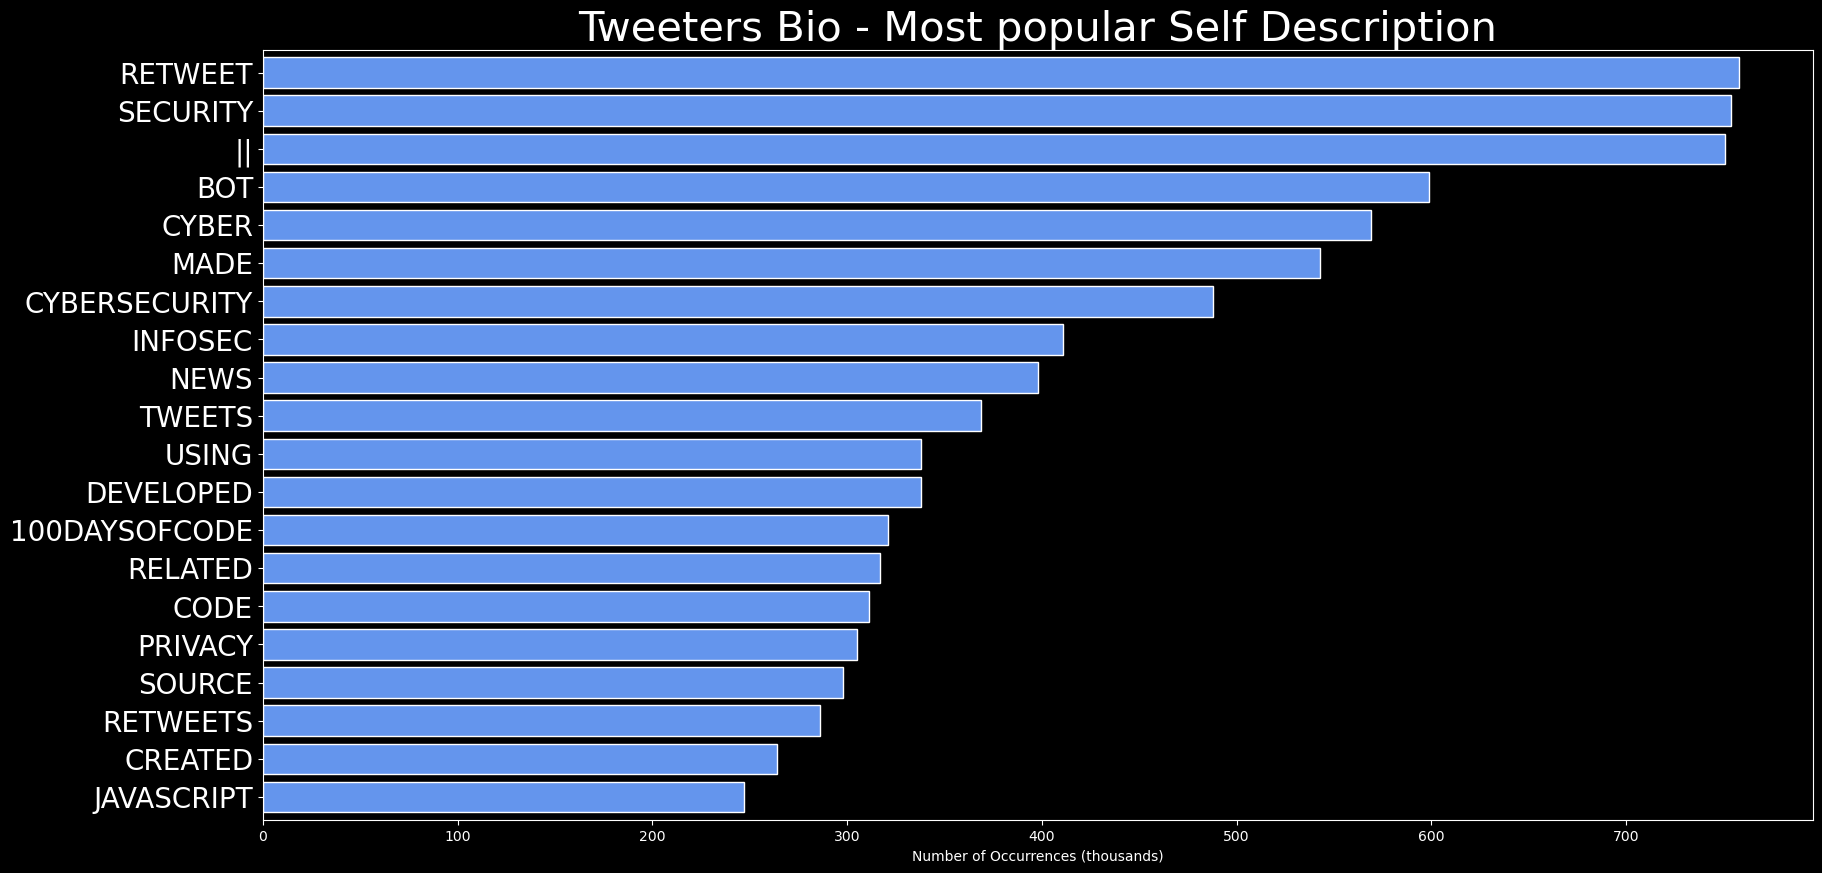 Tweeters Bio - Most popular Self Description
RETWEET
SECURITY
||
BOT
CYBER
MADE
CYBERSECURITY
INFOSEC
NEWS
TWEETS
USING
DEVELOPED
100DAYSOFCODE
RELATED
CODE
PRIVACY
SOURCE
RETWEETS
CREATED
JAVASCRIPT
0 100 200 300 400 500 600 700
Number of Occurrences (thousands)